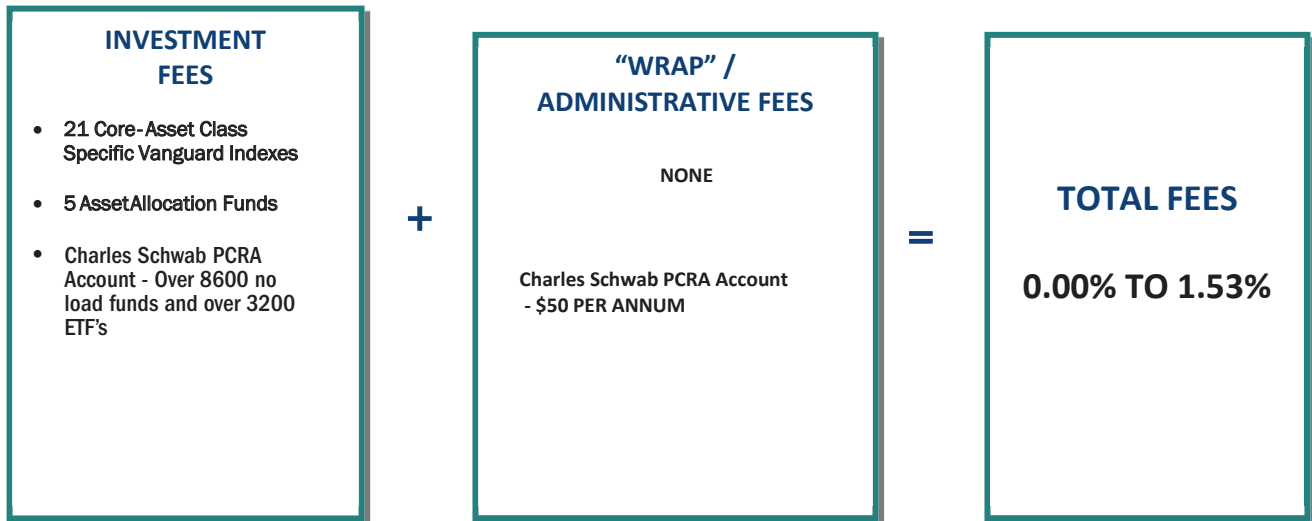 INVESTMENT
FEES
• 21 Core-Asset Class
Specific Vanguard Indexes
• 5 AssetAllocation Funds
• Charles Schwab PCRA
Account - Over 8600 no
load funds and over 3200
ETF's
+
“WRAP” /
ADMINISTRATIVE FEES
NONE
Charles Schwab PCRA Account
- $50 PER ANNUM
=
TOTAL FEES
0.00% TO 1.53%